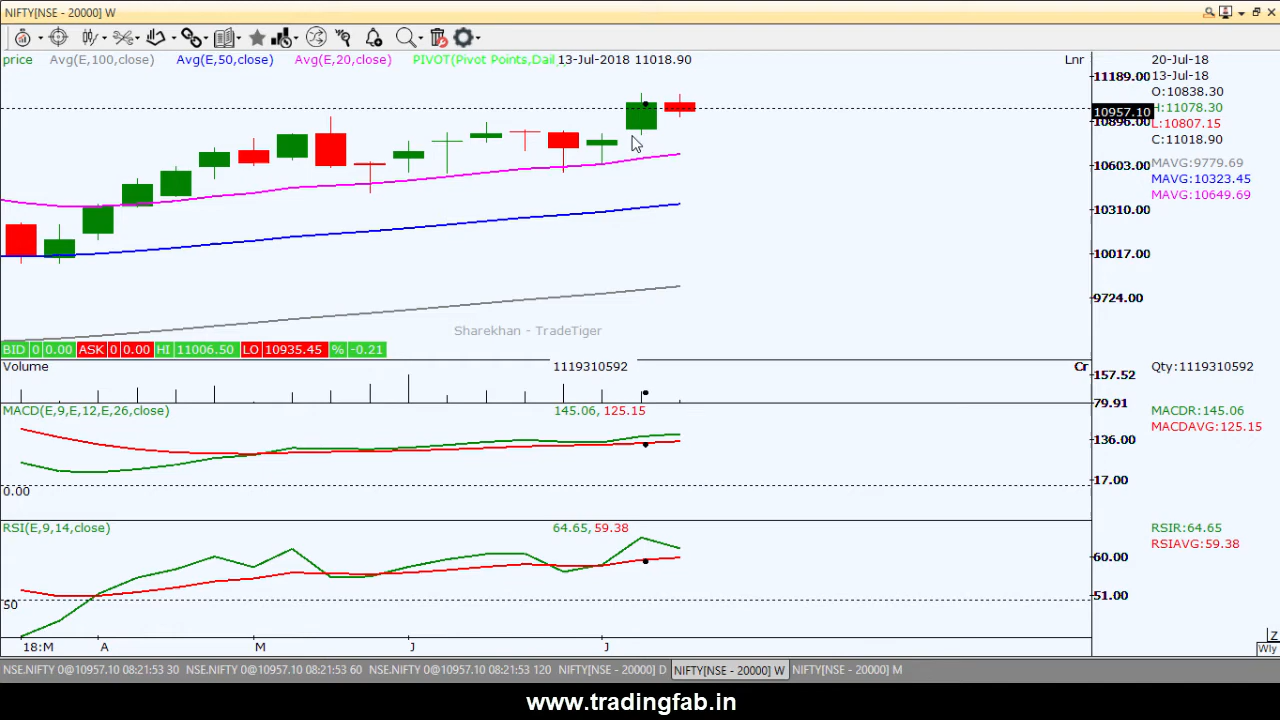 NIFTY[NSE - 20000] W
price Avg(E,100,close) Avg(E,50,close) Avg(E,20,close) PIVOT(Pivot Points,Dail 13-Jul-2018 11018.90 Lnr
20-Jul-18
13-Jul-18
O:10838.30
H:11078.30
L:10807.15
C:11018.90
MAVG:9779.69
MAVG:10323.45
MAVG:10649.69
11189.00
10957.10
10896.00
10603.00
10310.00
10017.00
9724.00
Sharekhan - TradeTiger
BID 0 0.00 ASK 0 0.00 HI 11006.50 LO 10935.45 % -0.21
Volume 1119310592 Cr
157.52
79.91
Qty:1119310592
MACD(E,9,E,12,E,26,close) 145.06, 125.15
MACDR:145.06
MACDAVG:125.15
136.00
17.00
0.00
RSI(E,9,14,close) 64.65, 59.38
RSIR:64.65
RSIAVG:59.38
60.00
51.00
50
18:M A M J J
Z
Wly
NSE.NIFTY 0@10957.10 08:21:53 30 NSE.NIFTY 0@10957.10 08:21:53 60 NSE.NIFTY 0@10957.10 08:21:53 120 NIFTY[NSE - 20000] D NIFTY[NSE - 20000] W NIFTY[NSE - 20000] M
www.tradingfab.in